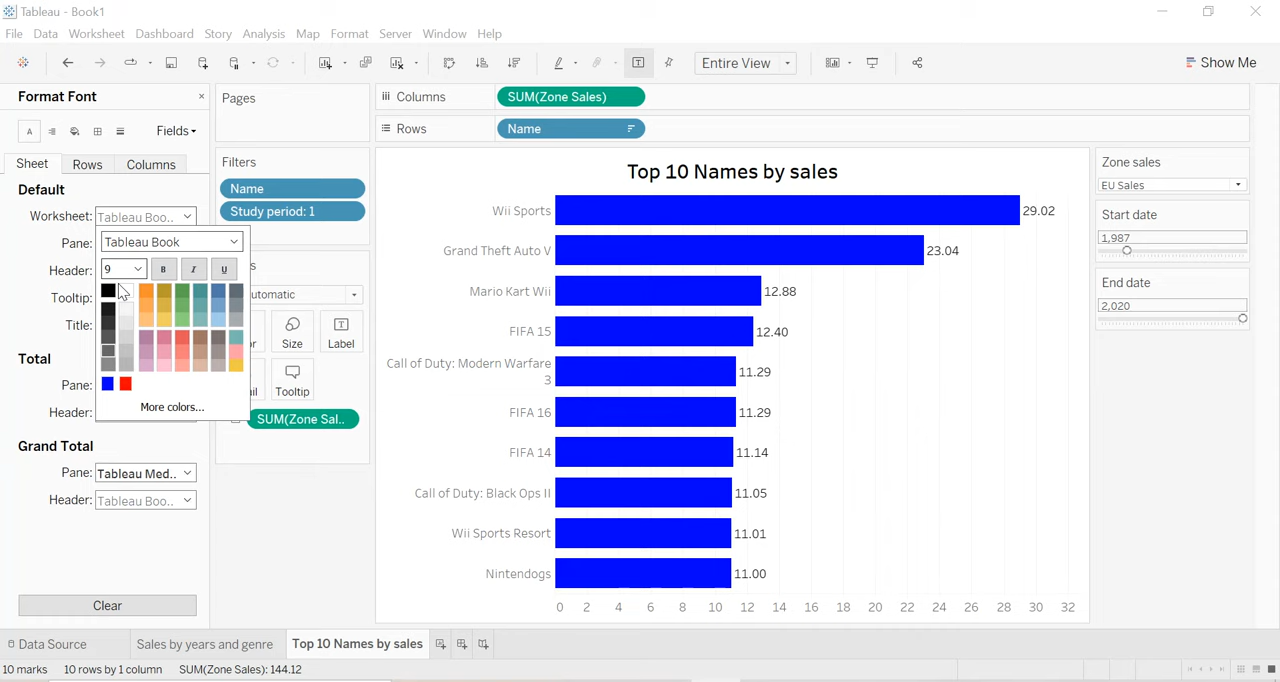 Tableau - Book1
File Data Worksheet Dashboard Story Analysis Map Format Server Window Help
Entire View
Show Me
Format Font
Fields
Sheet Rows Columns
Default
Worksheet: Tableau Boo..
Pane: Tableau Book
Header: 9 B I U
Tooltip:
Title:
Total
Pane:
More colors...
Header:
Grand Total
Pane: Tableau Med..
Header: Tableau Boo..
Clear
Pages
Filters
Name
Study period: 1
s
utomatic
or Size Label
ail Tooltip
SUM(Zone Sal..
Columns SUM(Zone Sales)
Rows Name
Top 10 Names by sales
Wii Sports 29.02
Grand Theft Auto V 23.04
Mario Kart Wii 12.88
FIFA 15 12.40
Call of Duty: Modern Warfare
3 11.29
FIFA 16 11.29
FIFA 14 11.14
Call of Duty: Black Ops II 11.05
Wii Sports Resort 11.01
Nintendogs 11.00
0 2 4 6 8 10 12 14 16 18 20 22 24 26 28 30 32
Zone sales
EU Sales
Start date
1,987
End date
2,020
Data Source Sales by years and genre Top 10 Names by sales
10 marks 10 rows by 1 column SUM(Zone Sales): 144.12